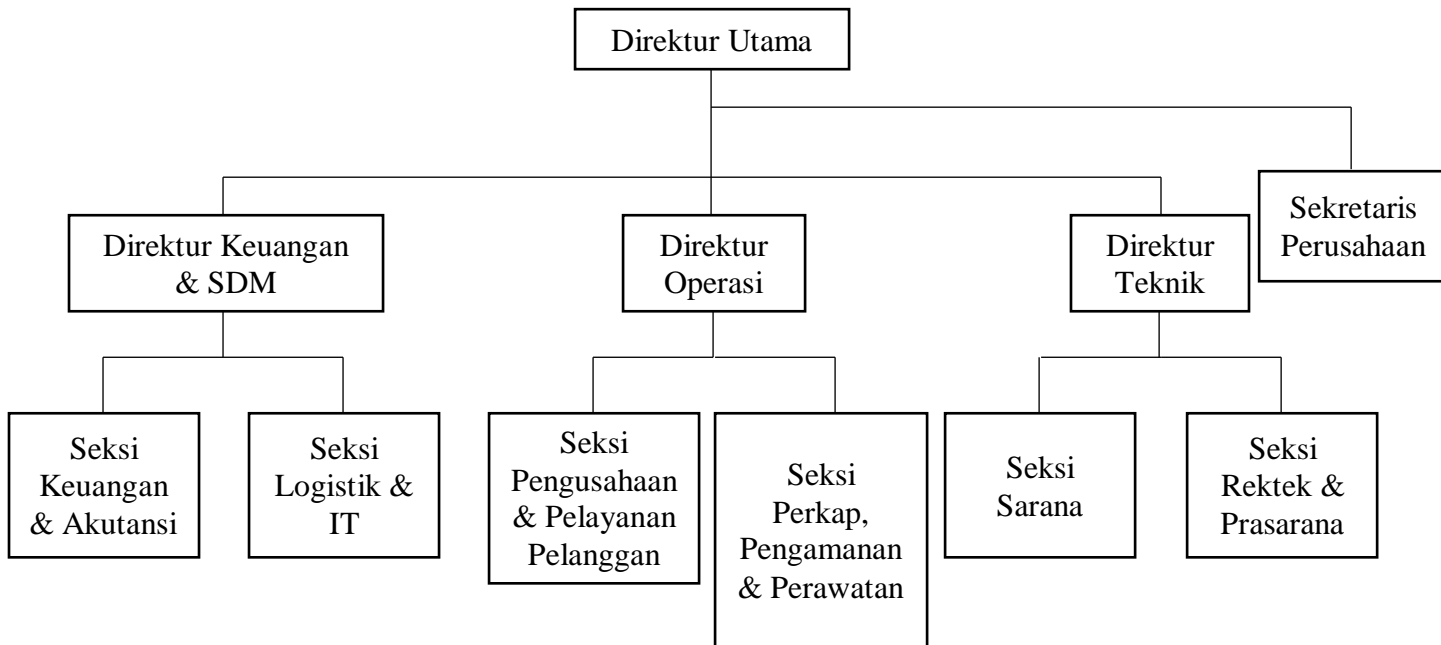 Direktur Utama
Sekretaris
Perusahaan
Direktur Keuangan
& SDM
Direktur
Operasi
Direktur
Teknik
Seksi
Keuangan
& Akutansi
Seksi
Logistik &
IT
Seksi
Pengusahaan
& Pelayanan
Pelanggan
Seksi
Perkap,
Pengamanan
& Perawatan
Seksi
Sarana
Seksi
Rektek &
Prasarana